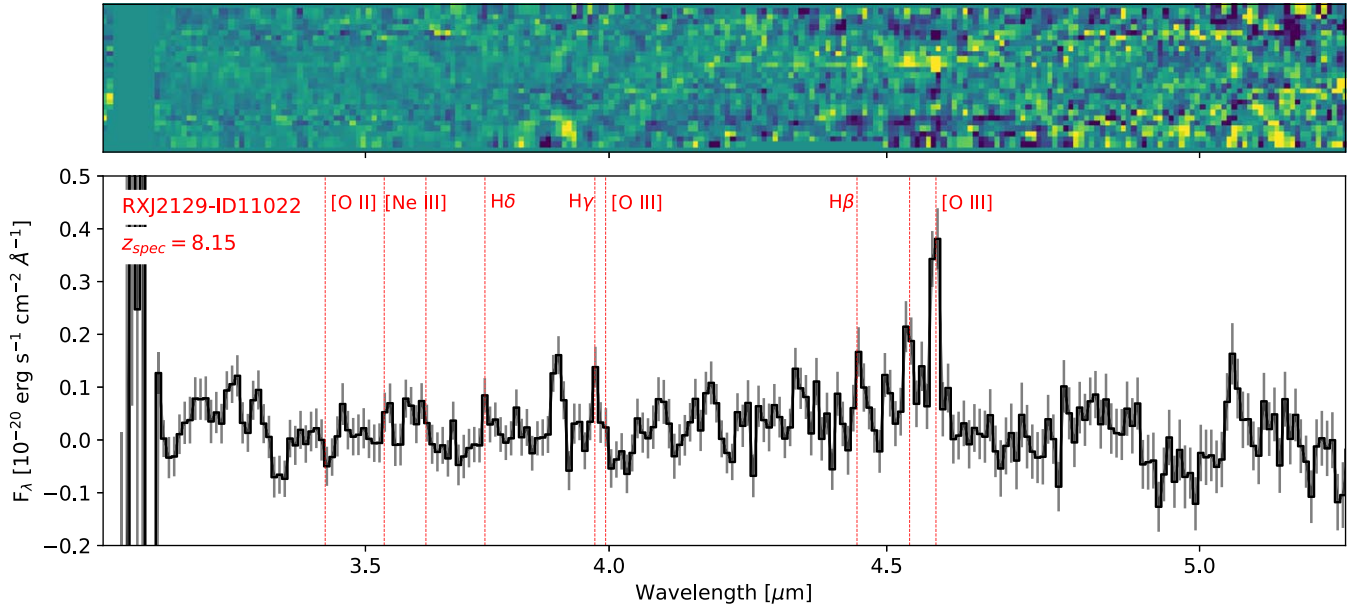 RXJ2129-ID11022
z_spec = 8.15
[O II] [Ne III] Hδ Hγ [O III] Hβ [O III]
0.5
0.4
0.3
0.2
0.1
0.0
−0.1
−0.2
F_λ [10⁻²⁰ erg s⁻¹ cm⁻² Å⁻¹]
3.5 4.0 4.5 5.0
Wavelength [μm]